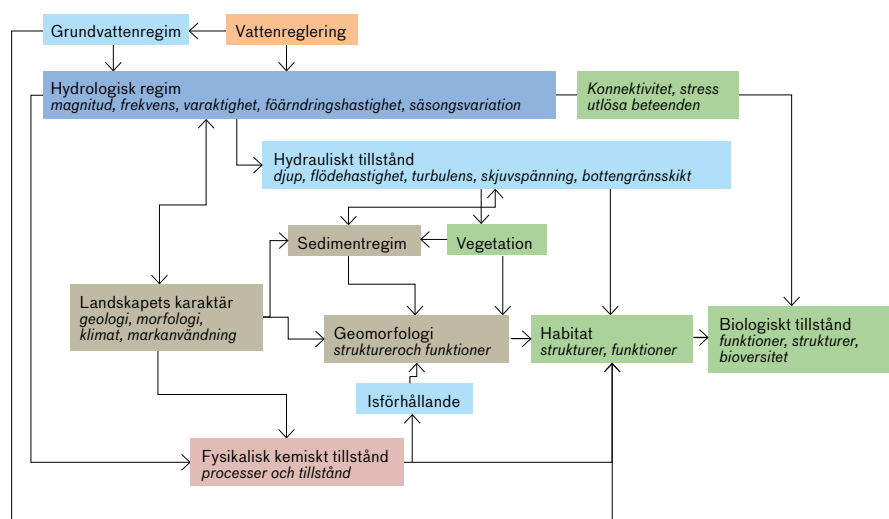 Grundvattenregim
Vattenreglering
Hydrologisk regim
magnitud, frekvens, varaktighet, föärndringshastighet, säsongsvariation
Konnektivitet, stress
utlösa beteenden
Hydrauliskt tillstånd
djup, flödehastighet, turbulens, skjuvspänning, bottengränsskikt
Sedimentregim
Vegetation
Landskapets karaktär
geologi, morfologi,
klimat, markanvändning
Geomorfologi
struktureroch funktioner
Habitat
strukturer, funktioner
Biologiskt tillstånd
funktioner, strukturer,
bioversitet
Isförhållande
Fysikalisk kemiskt tillstånd
processer och tillstånd